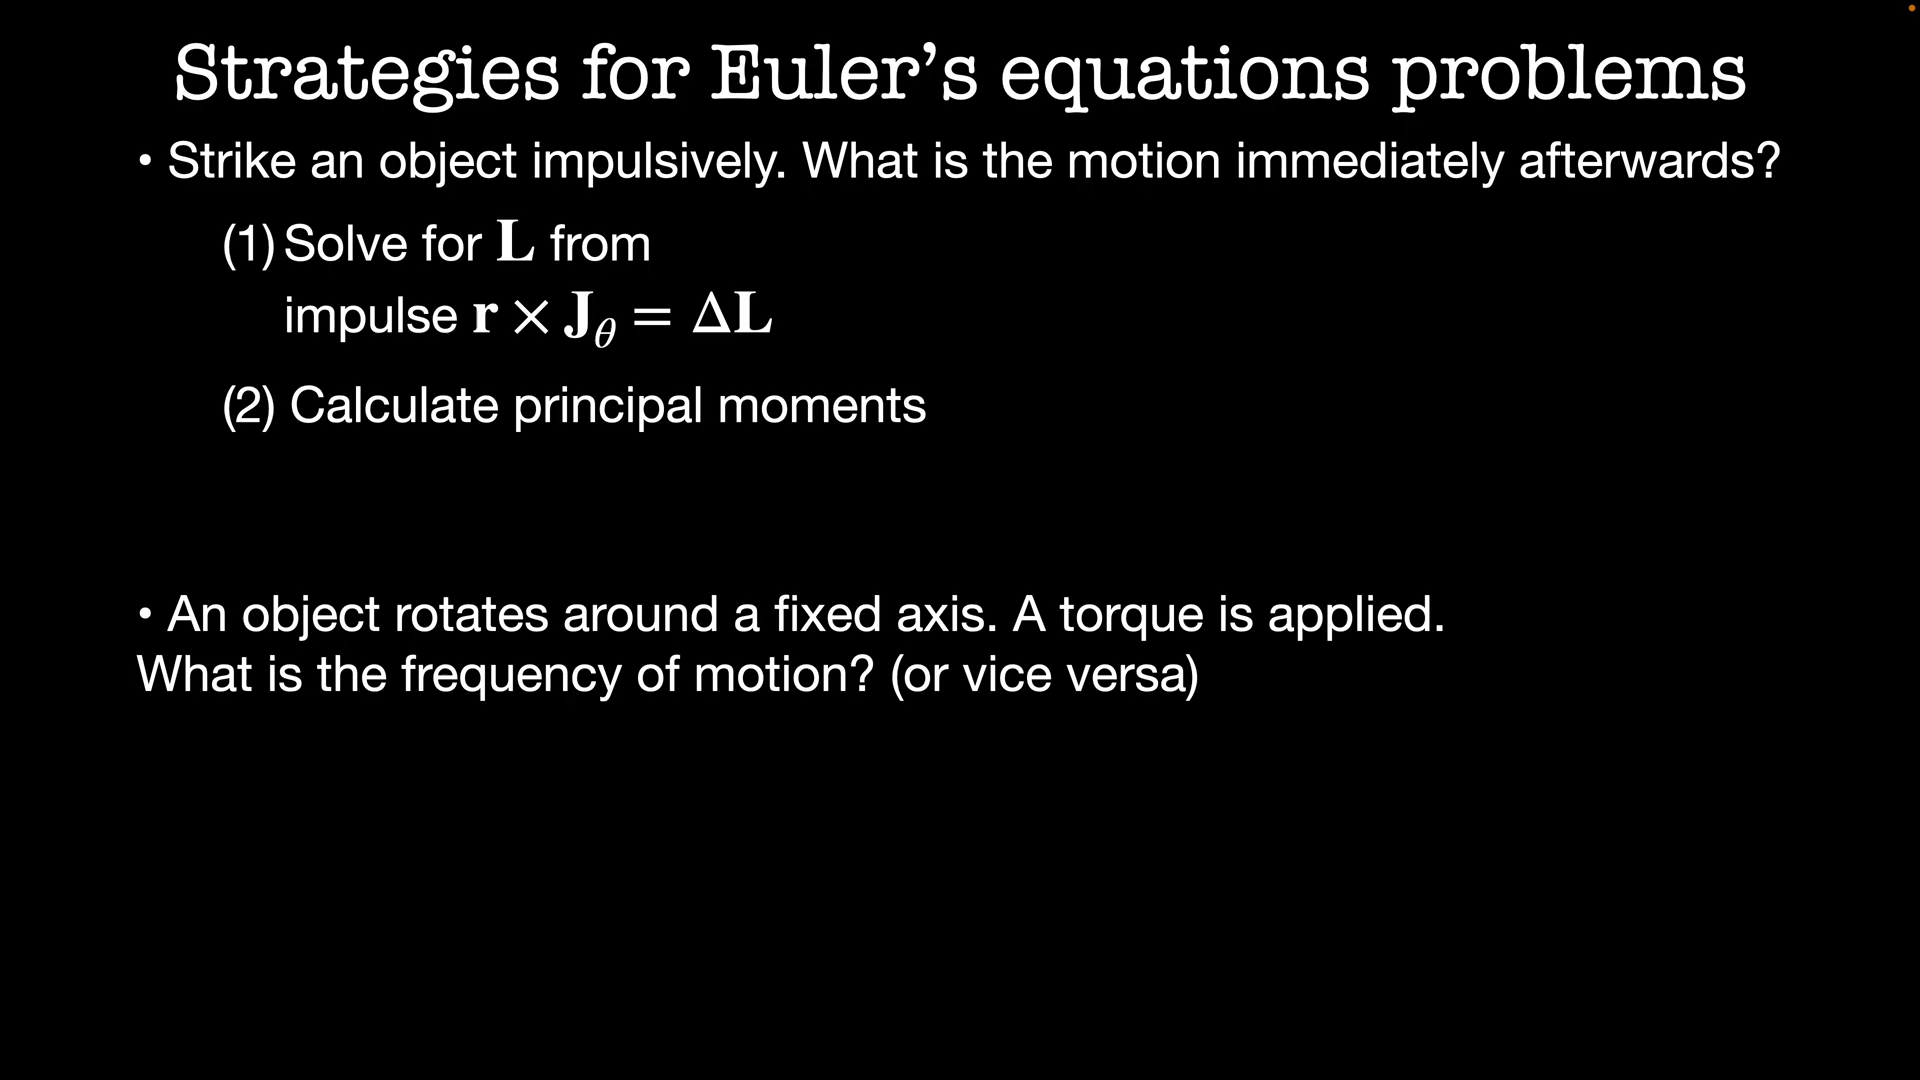 Strategies for Euler’s equations problems
• Strike an object impulsively. What is the motion immediately afterwards?
(1) Solve for L from
impulse r × J_θ = ΔL
(2) Calculate principal moments
• An object rotates around a fixed axis. A torque is applied.
What is the frequency of motion? (or vice versa)